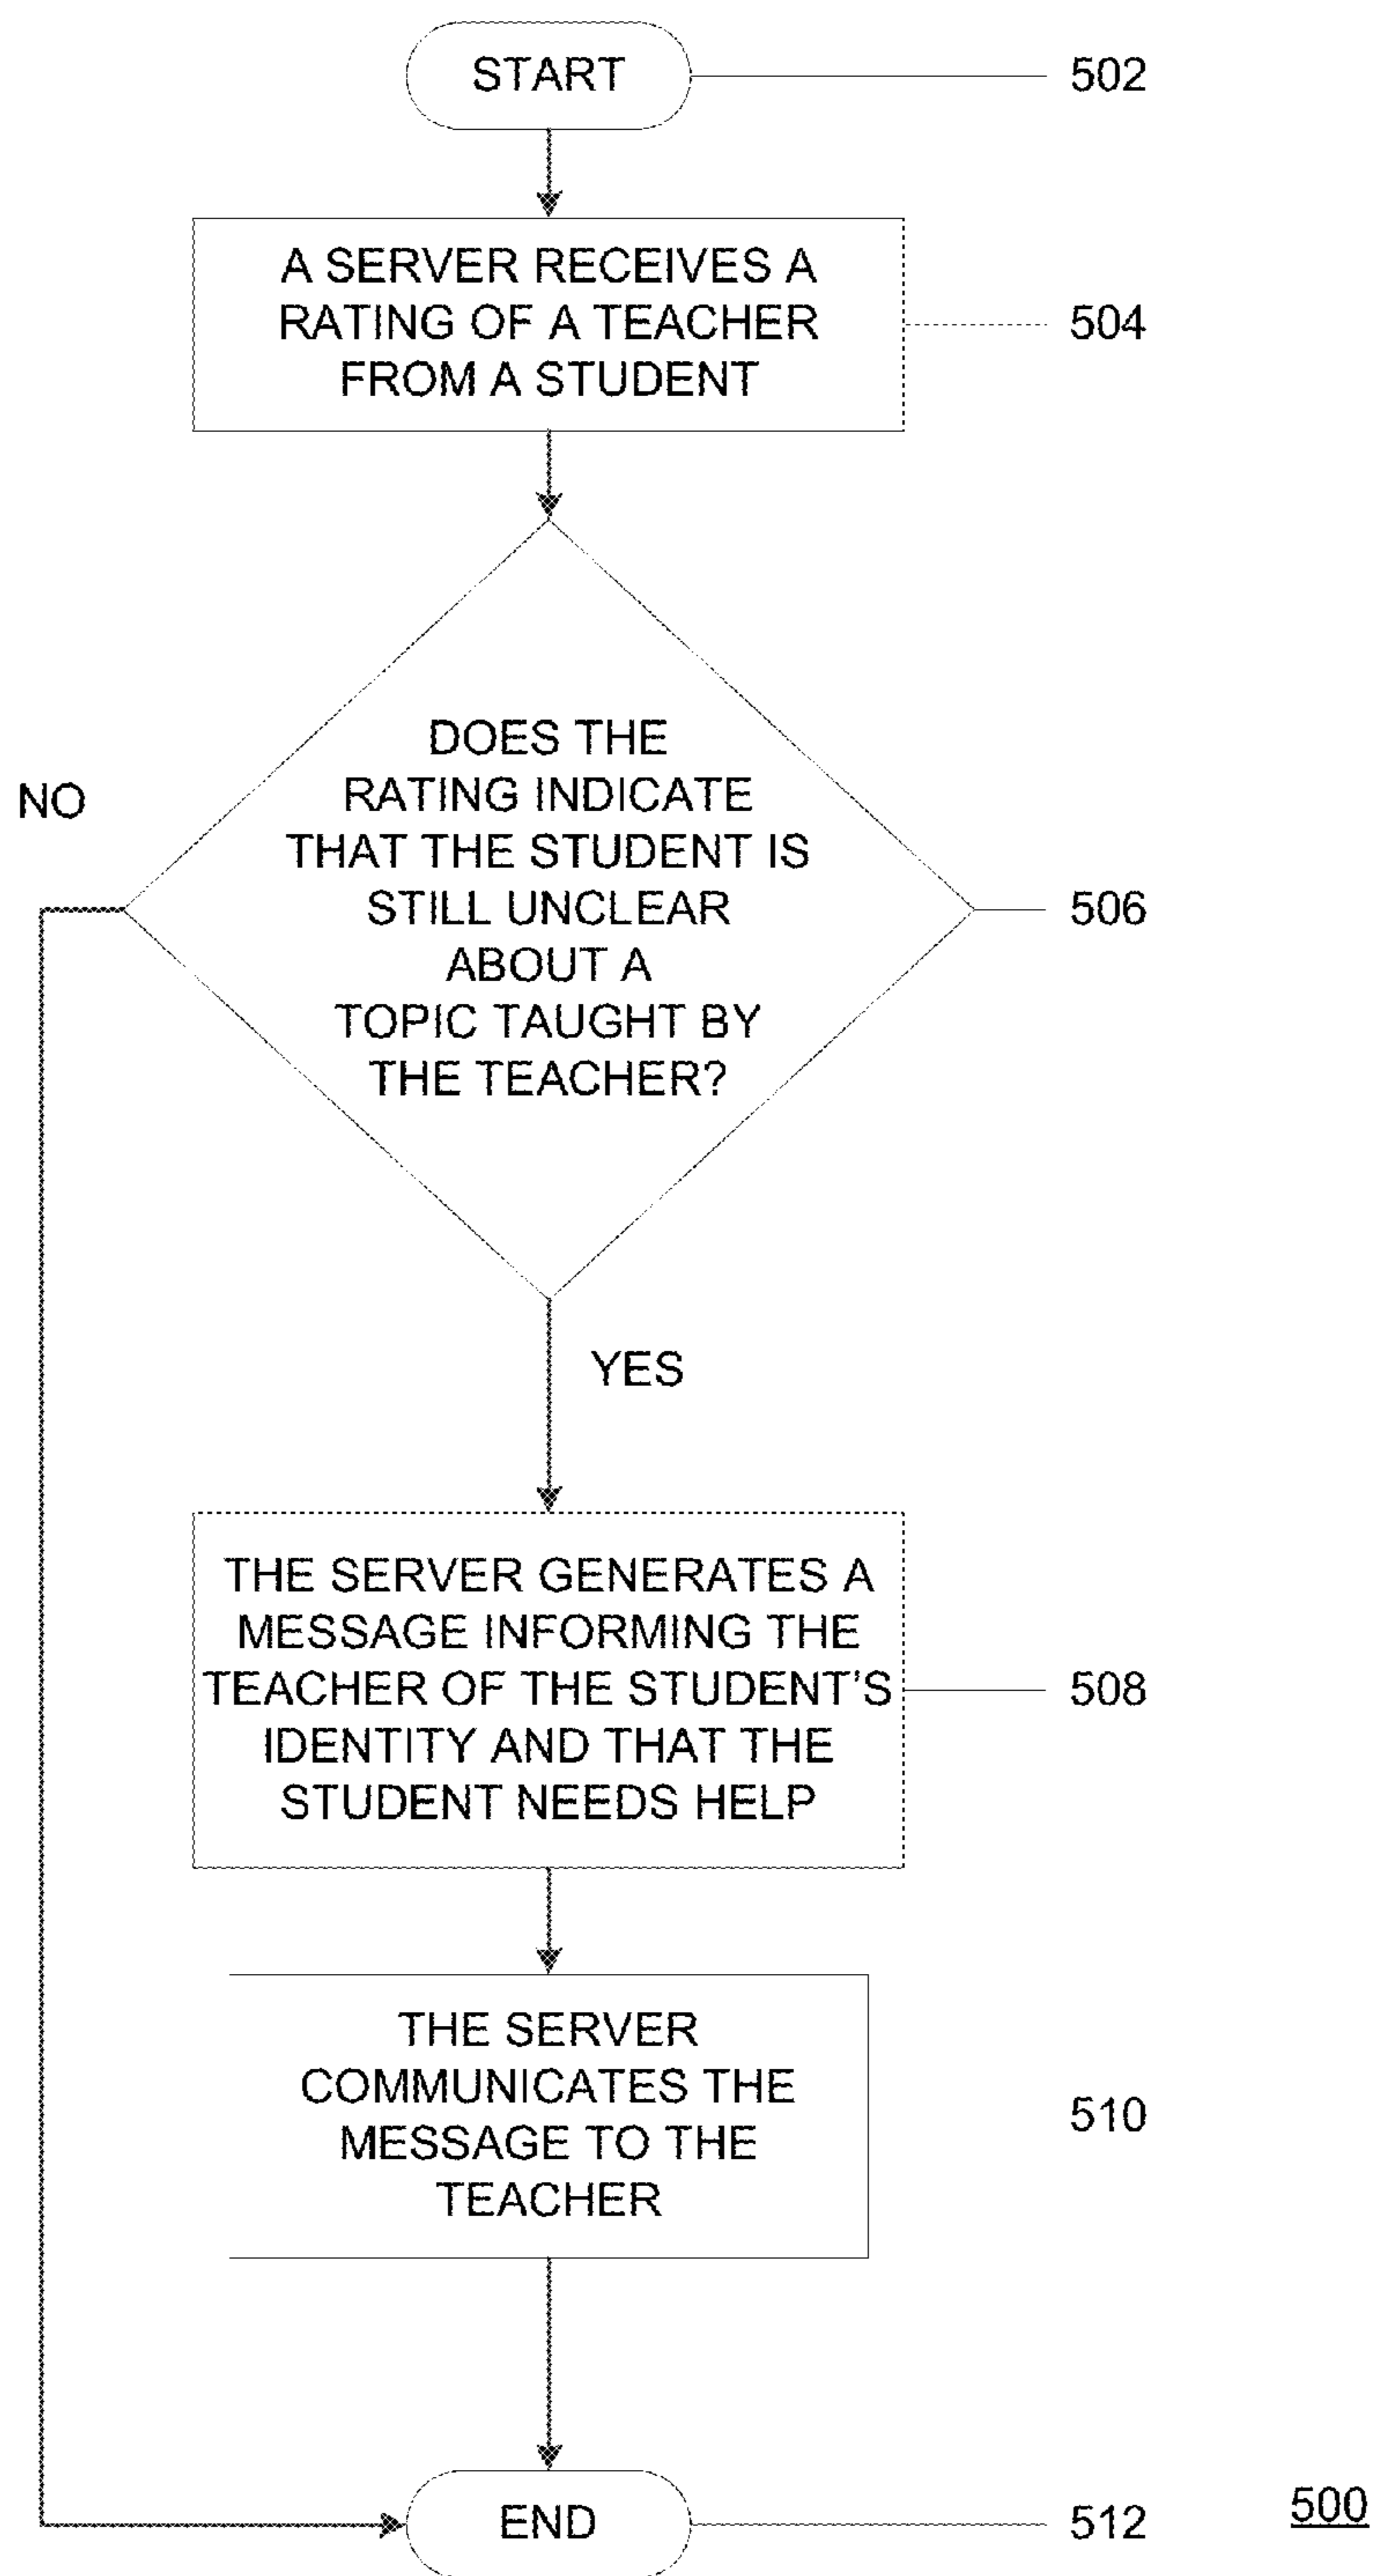 START
502
A SERVER RECEIVES A
RATING OF A TEACHER
FROM A STUDENT
504
DOES THE
RATING INDICATE
THAT THE STUDENT IS
STILL UNCLEAR
ABOUT A
TOPIC TAUGHT BY
THE TEACHER?
NO
506
YES
THE SERVER GENERATES A
MESSAGE INFORMING THE
TEACHER OF THE STUDENT'S
IDENTITY AND THAT THE
STUDENT NEEDS HELP
508
THE SERVER
COMMUNICATES THE
MESSAGE TO THE
TEACHER
510
END
512
500